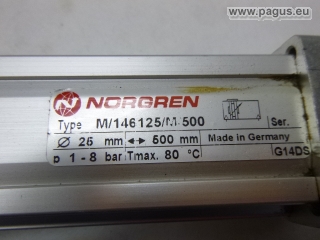 © www.pagus.eu
NORGREN
Type M/146125/M/500 Ser.
Ø 25 mm ↔ 500 mm Made in Germany
p 1 - 8 bar Tmax. 80 °C G14DS